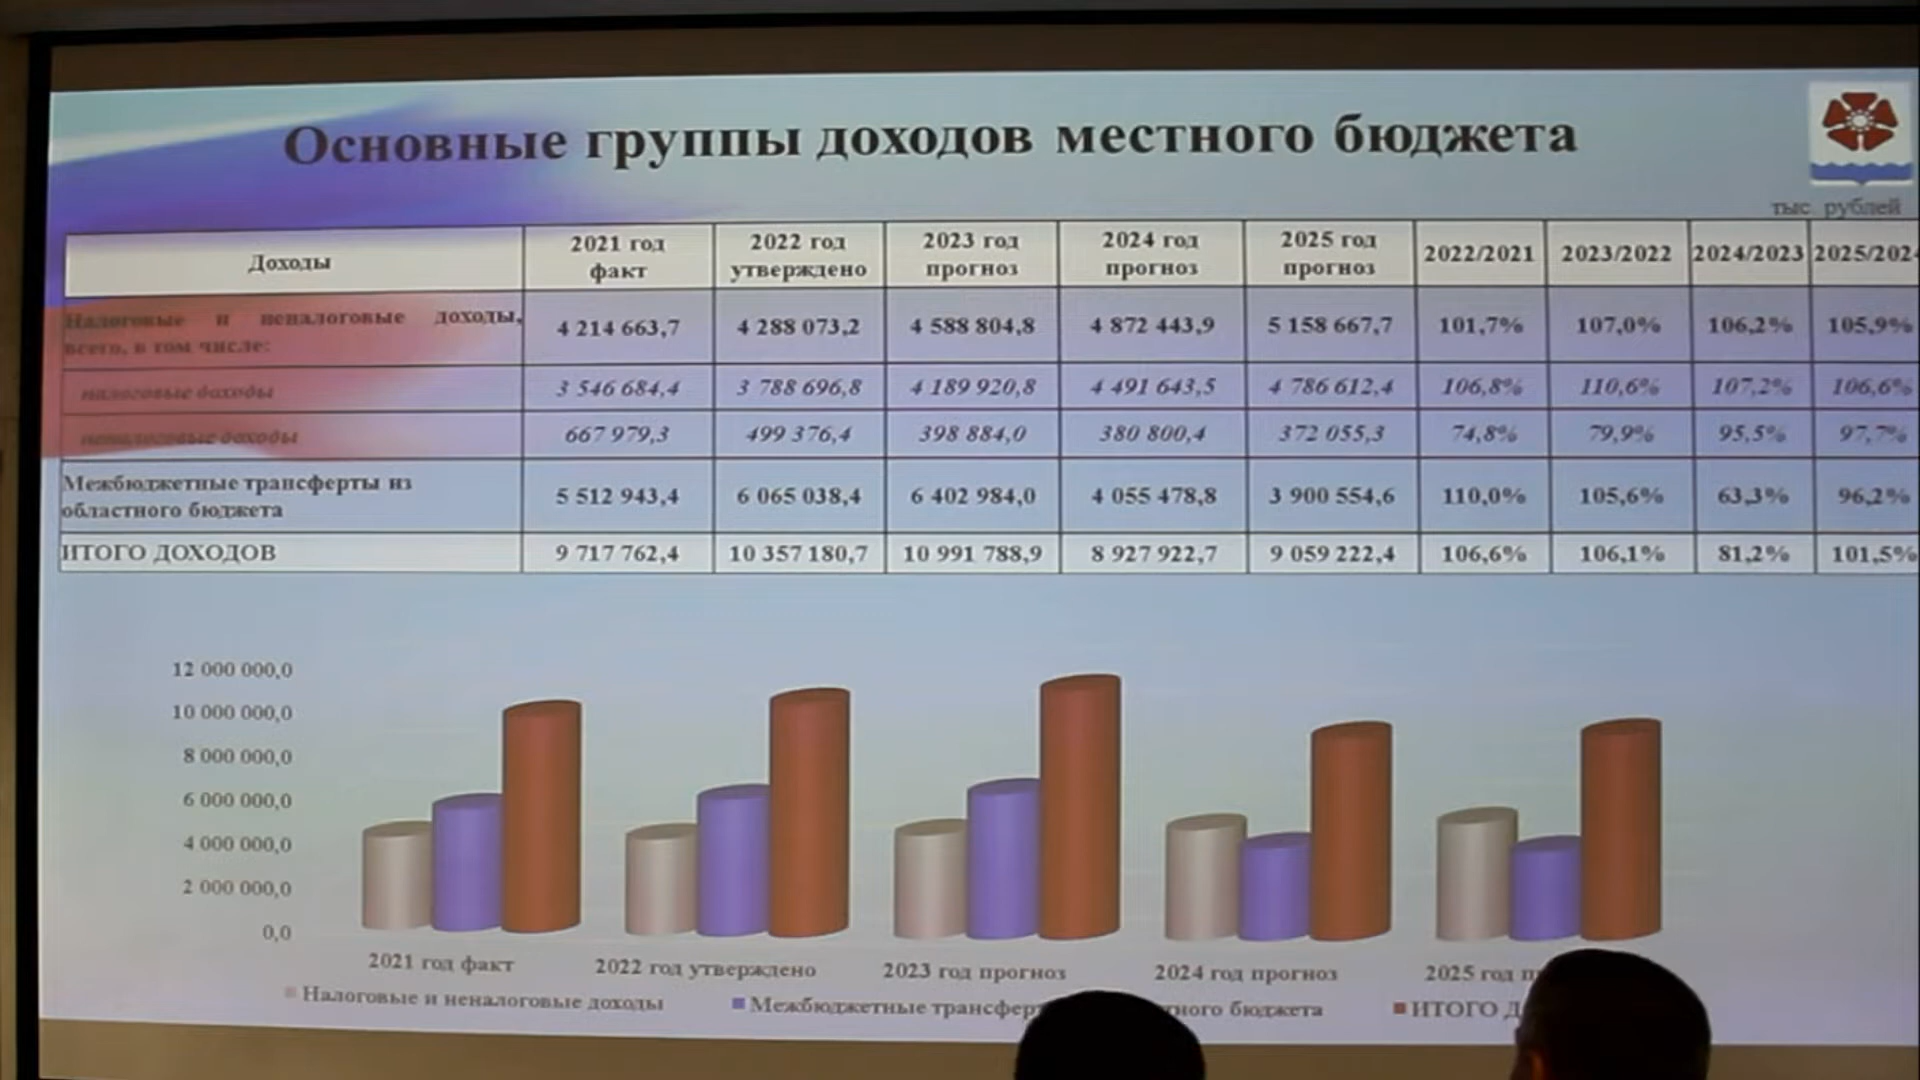 Основные группы доходов местного бюджета
тыс. рублей
Доходы
2021 год факт
2022 год утверждено
2023 год прогноз
2024 год прогноз
2025 год прогноз
2022/2021
2023/2022
2024/2023
2025/2024
Налоговые и неналоговые доходы,
всего, в том числе:
4 214 663,7
4 288 073,2
4 588 804,8
4 872 443,9
5 158 667,7
101,7%
107,0%
106,2%
105,9%
налоговые доходы
3 546 684,4
3 788 696,8
4 189 920,8
4 491 643,5
4 786 612,4
106,8%
110,6%
107,2%
106,6%
неналоговые доходы
667 979,3
499 376,4
398 884,0
380 800,4
372 055,3
74,8%
79,9%
95,5%
97,7%
Межбюджетные трансферты из
областного бюджета
5 512 943,4
6 065 038,4
6 402 984,0
4 055 478,8
3 900 554,6
110,0%
105,6%
63,3%
96,2%
ИТОГО ДОХОДОВ
9 717 762,4
10 357 180,7
10 991 788,9
8 927 922,7
9 059 222,4
106,6%
106,1%
81,2%
101,5%
12 000 000,0
10 000 000,0
8 000 000,0
6 000 000,0
4 000 000,0
2 000 000,0
0,0
2021 год факт
2022 год утверждено
2023 год прогноз
2024 год прогноз
2025 год
Налоговые и неналоговые доходы
Межбюджетные
бюджета
ИТОГО